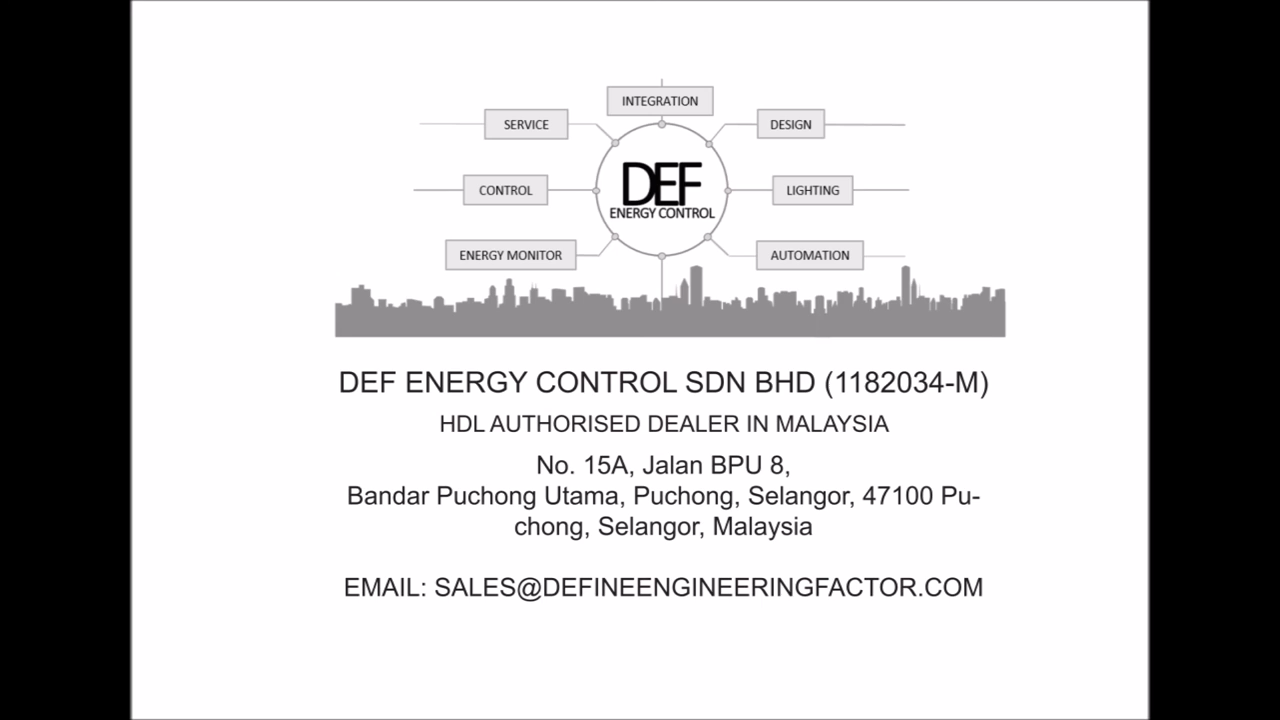 INTEGRATION
SERVICE
DESIGN
CONTROL
DEF
ENERGY CONTROL
LIGHTING
ENERGY MONITOR
AUTOMATION
DEF ENERGY CONTROL SDN BHD (1182034-M)
HDL AUTHORISED DEALER IN MALAYSIA
No. 15A, Jalan BPU 8,
Bandar Puchong Utama, Puchong, Selangor, 47100 Pu-
chong, Selangor, Malaysia
EMAIL: SALES@DEFINEENGINEERINGFACTOR.COM